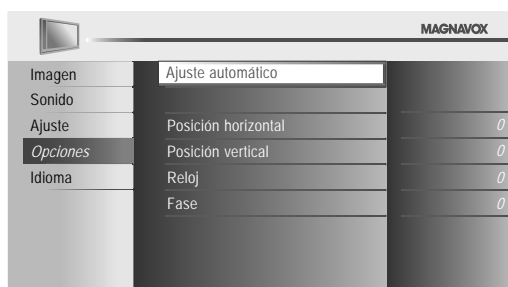 MAGNAVOX
Imagen
Ajuste automático
Sonido
Ajuste
Posición horizontal 0
Opciones
Posición vertical 0
Idioma
Reloj 0
Fase 0